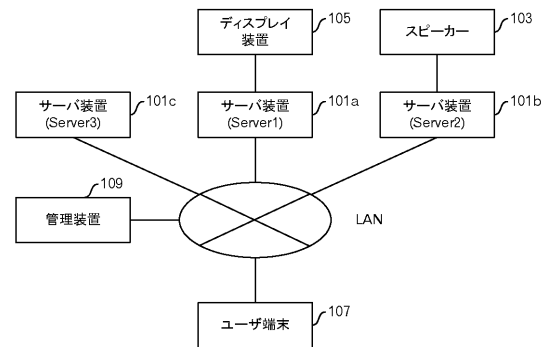 ディスプレイ
装置
105
スピーカー
103
サーバ装置
(Server3)
101c
サーバ装置
(Server1)
101a
サーバ装置
(Server2)
101b
109
管理装置
LAN
ユーザ端末
107